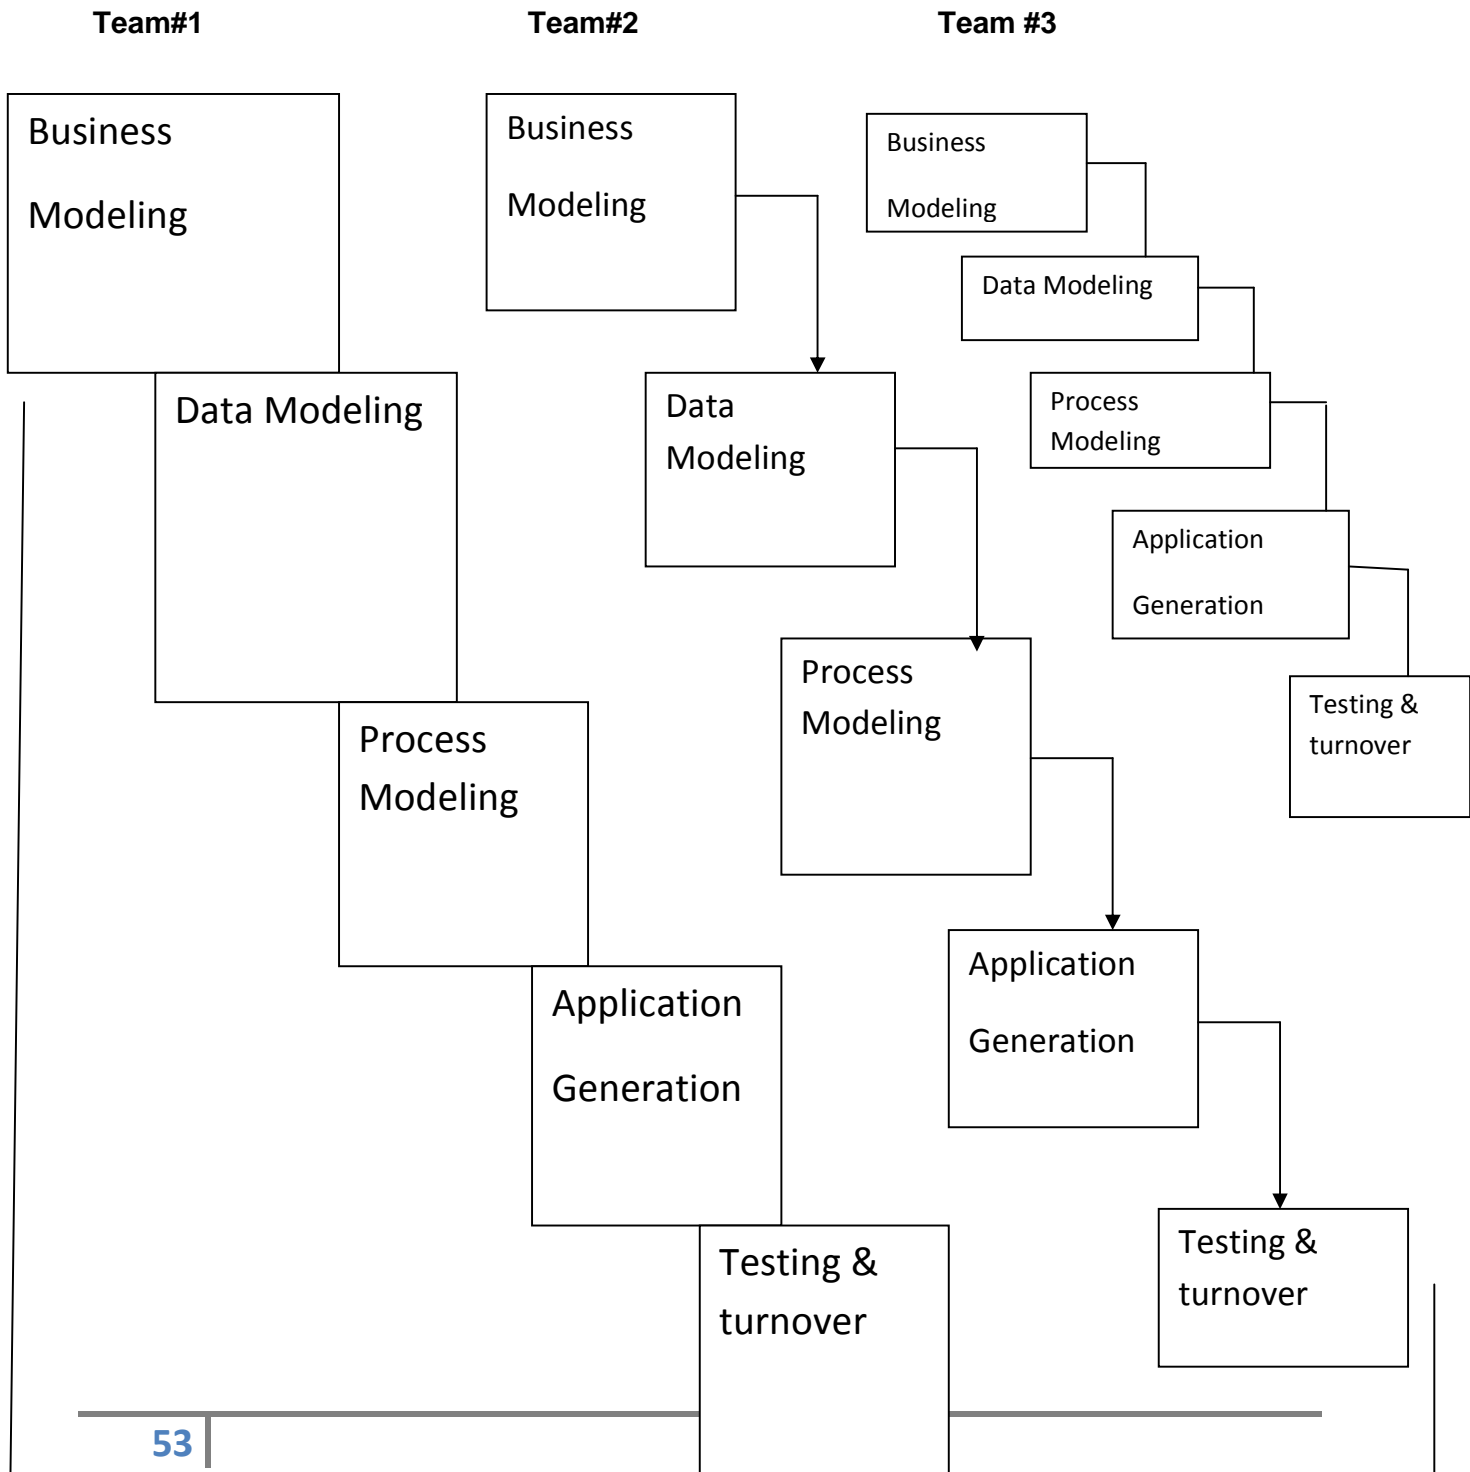 Team#1
Team#2
Team #3
Business
Modeling
Data Modeling
Process
Modeling
Application
Generation
Testing &
turnover
Business
Modeling
Data
Modeling
Process
Modeling
Application
Generation
Testing &
turnover
Business
Modeling
Data Modeling
Process
Modeling
Application
Generation
Testing &
turnover
53